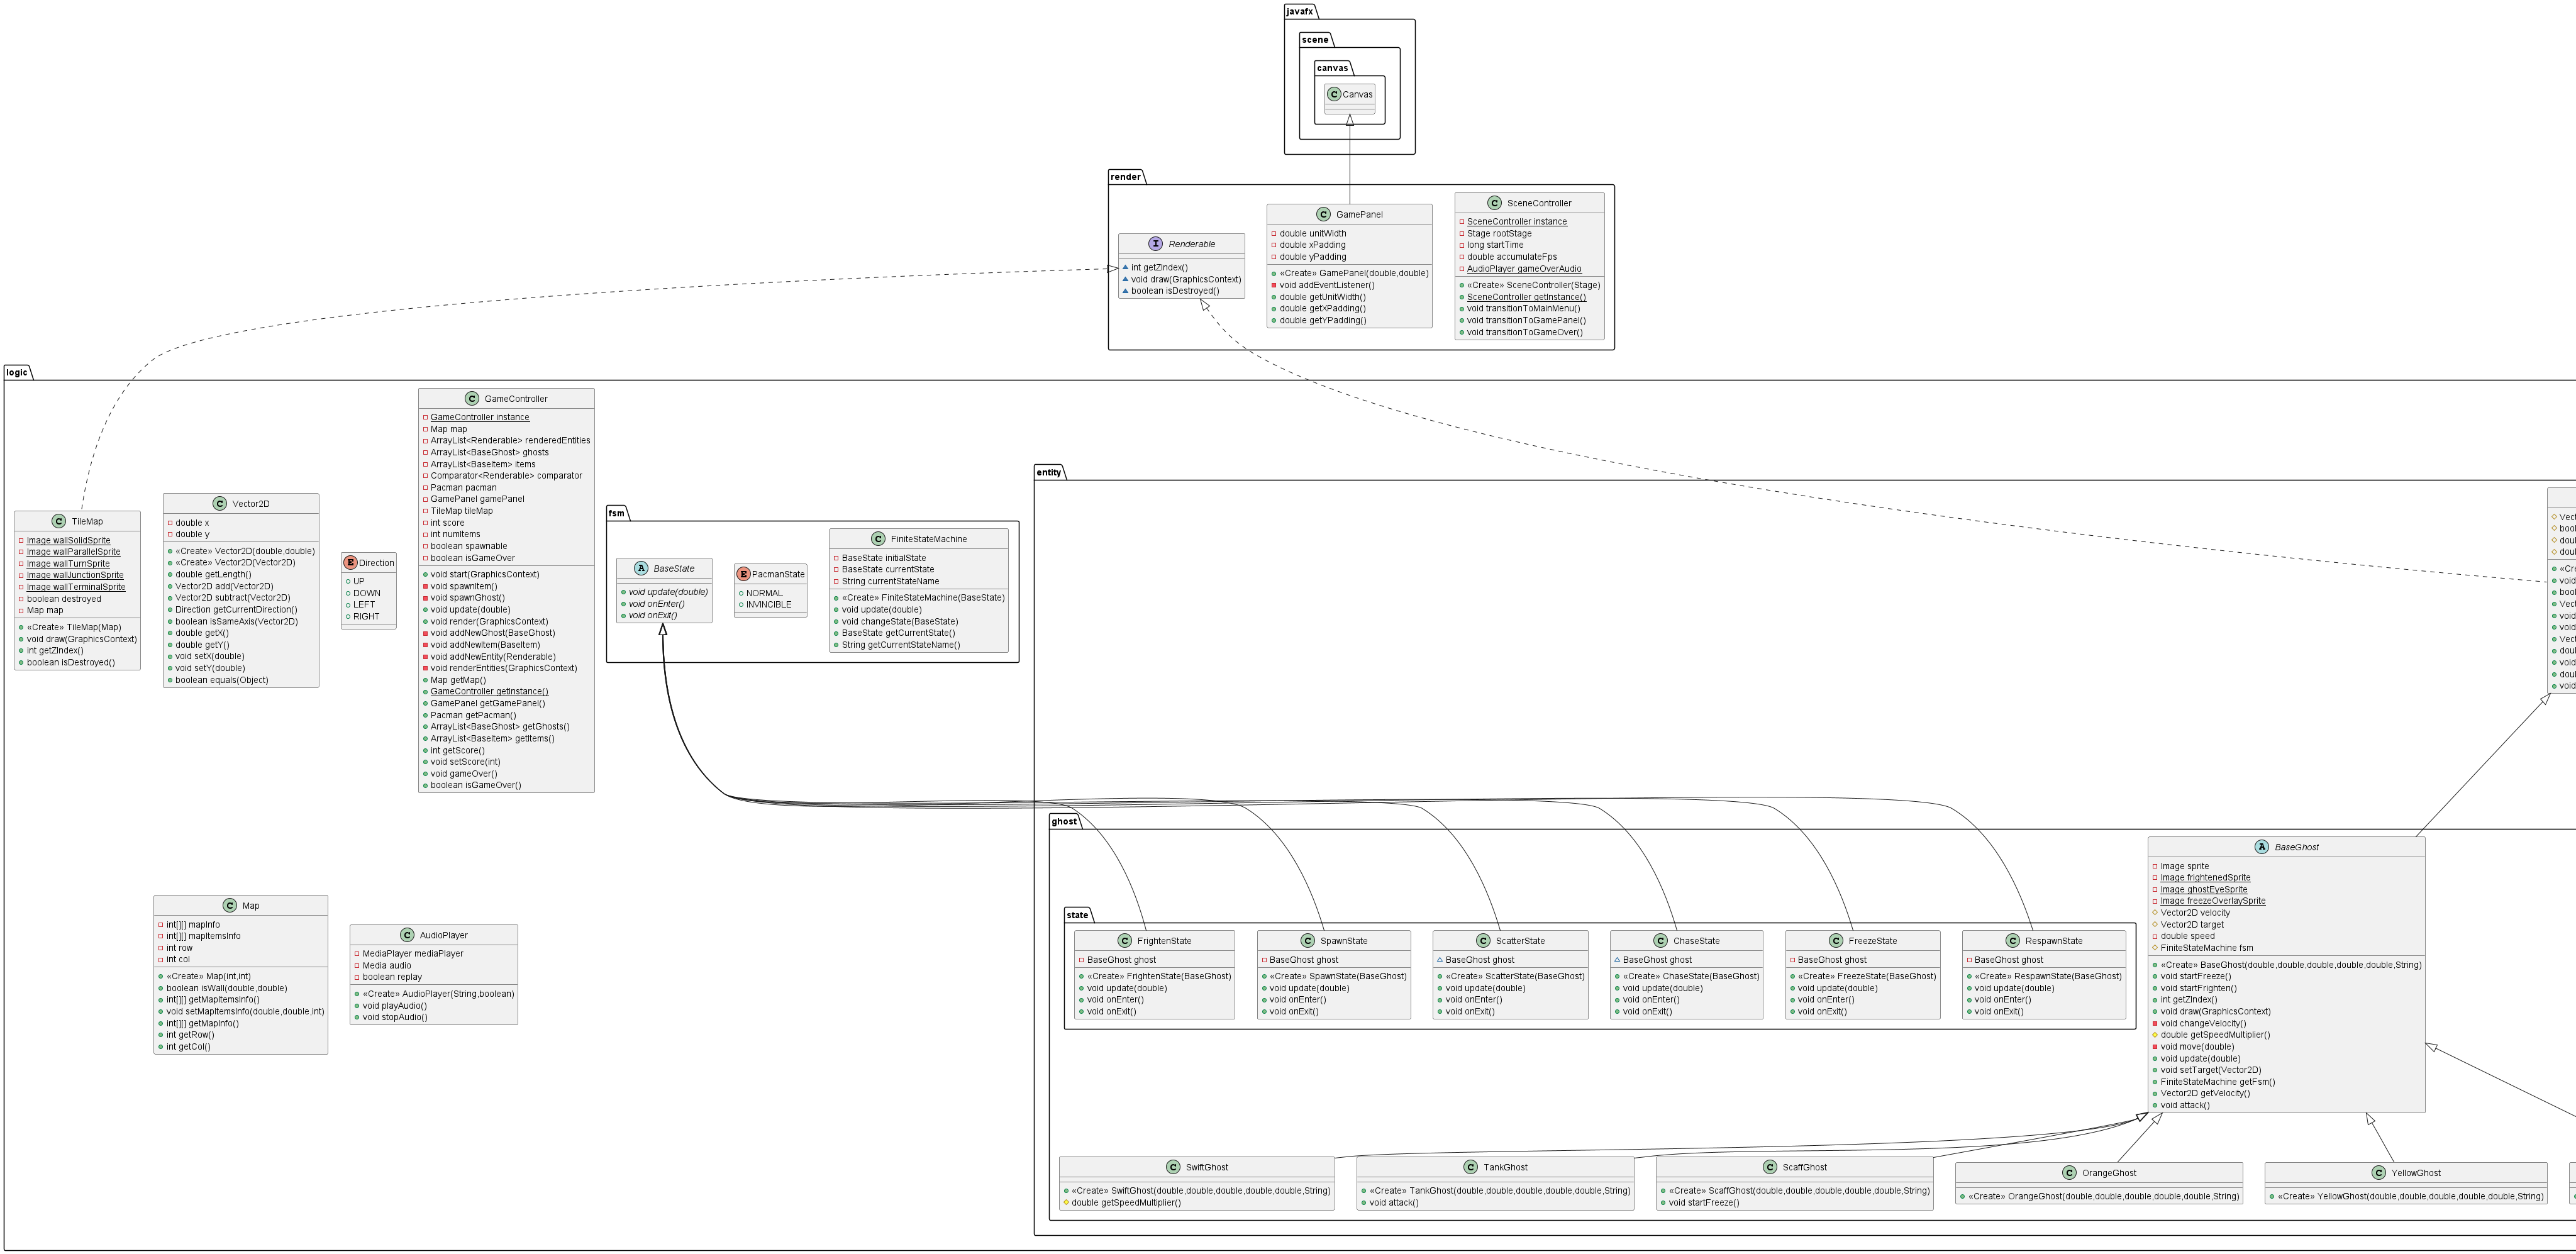 javafx
scene
canvas
Canvas
render
Renderable
int getZIndex()
void draw(GraphicsContext)
boolean isDestroyed()
GamePanel
double unitWidth
double xPadding
double yPadding
«Create» GamePanel(double,double)
void addEventListener()
double getUnitWidth()
double getXPadding()
double getYPadding()
SceneController
SceneController instance
Stage rootStage
long startTime
double accumulateFps
AudioPlayer gameOverAudio
«Create» SceneController(Stage)
SceneController getInstance()
void transitionToMainMenu()
void transitionToGamePanel()
void transitionToGameOver()
logic
TileMap
Image wallSolidSprite
Image wallParallelSprite
Image wallTurnSprite
Image wallJunctionSprite
Image wallTerminalSprite
boolean destroyed
Map map
«Create» TileMap(Map)
void draw(GraphicsContext)
int getZIndex()
boolean isDestroyed()
Vector2D
double x
double y
«Create» Vector2D(double,double)
«Create» Vector2D(Vector2D)
double getLength()
Vector2D add(Vector2D)
Vector2D subtract(Vector2D)
Direction getCurrentDirection()
boolean isSameAxis(Vector2D)
double getX()
double getY()
void setX(double)
void setY(double)
boolean equals(Object)
Direction
UP
DOWN
LEFT
RIGHT
GameController
GameController instance
Map map
ArrayList<Renderable> renderedEntities
ArrayList<BaseGhost> ghosts
ArrayList<BaseItem> items
Comparator<Renderable> comparator
Pacman pacman
GamePanel gamePanel
TileMap tileMap
int score
int numItems
boolean spawnable
boolean isGameOver
void start(GraphicsContext)
void spawnItem()
void spawnGhost()
void update(double)
void render(GraphicsContext)
void addNewGhost(BaseGhost)
void addNewItem(BaseItem)
void addNewEntity(Renderable)
void renderEntities(GraphicsContext)
Map getMap()
GameController getInstance()
GamePanel getGamePanel()
Pacman getPacman()
ArrayList<BaseGhost> getGhosts()
ArrayList<BaseItem> getItems()
int getScore()
void setScore(int)
void gameOver()
boolean isGameOver()
fsm
BaseState
void update(double)
void onEnter()
void onExit()
PacmanState
NORMAL
INVINCIBLE
FiniteStateMachine
BaseState initialState
BaseState currentState
String currentStateName
«Create» FiniteStateMachine(BaseState)
void update(double)
void changeState(BaseState)
BaseState getCurrentState()
String getCurrentStateName()
Map
int[][] mapInfo
int[][] mapItemsInfo
int row
int col
«Create» Map(int,int)
boolean isWall(double,double)
int[][] getMapItemsInfo()
void setMapItemsInfo(double,double,int)
int[][] getMapInfo()
int getRow()
int getCol()
AudioPlayer
MediaPlayer mediaPlayer
Media audio
boolean replay
«Create» AudioPlayer(String,boolean)
void playAudio()
void stopAudio()
entity
void
void
void
void
void
ghost
state
FrightenState
BaseGhost ghost
«Create» FrightenState(BaseGhost)
void update(double)
void onEnter()
void onExit()
SpawnState
BaseGhost ghost
«Create» SpawnState(BaseGhost)
void update(double)
void onEnter()
void onExit()
ScatterState
BaseGhost ghost
«Create» ScatterState(BaseGhost)
void update(double)
void onEnter()
void onExit()
ChaseState
BaseGhost ghost
«Create» ChaseState(BaseGhost)
void update(double)
void onEnter()
void onExit()
FreezeState
BaseGhost ghost
«Create» FreezeState(BaseGhost)
void update(double)
void onEnter()
void onExit()
RespawnState
BaseGhost ghost
«Create» RespawnState(BaseGhost)
void update(double)
void onEnter()
void onExit()
BaseGhost
Image sprite
Image frightenedSprite
Image ghostEyeSprite
Image freezeOverlaySprite
Vector2D velocity
Vector2D target
double speed
FiniteStateMachine fsm
«Create» BaseGhost(double,double,double,double,double,String)
void startFreeze()
void startFrighten()
int getZIndex()
void draw(GraphicsContext)
void changeVelocity()
double getSpeedMultiplier()
void move(double)
void update(double)
void setTarget(Vector2D)
FiniteStateMachine getFsm()
Vector2D getVelocity()
void attack()
SwiftGhost
«Create» SwiftGhost(double,double,double,double,double,String)
double getSpeedMultiplier()
TankGhost
«Create» TankGhost(double,double,double,double,double,String)
void attack()
ScaffGhost
«Create» ScaffGhost(double,double,double,double,double,String)
void startFreeze()
OrangeGhost
«Create» OrangeGhost(double,double,double,double,double,String)
YellowGhost
«Create» YellowGhost(double,double,double,double,double,String)